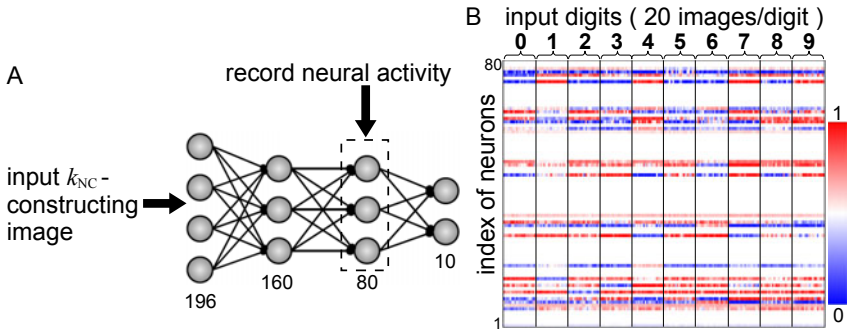 A
record neural activity
input k_NC -
constructing
image
196
160
80
10
B
input digits ( 20 images/digit )
0 1 2 3 4 5 6 7 8 9
80
index of neurons
1
1
0